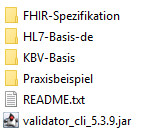 FHIR-Spezifikation
HL7-Basis-de
KBV-Basis
Praxisbeispiel
README.txt
validator_cli_5.3.9.jar